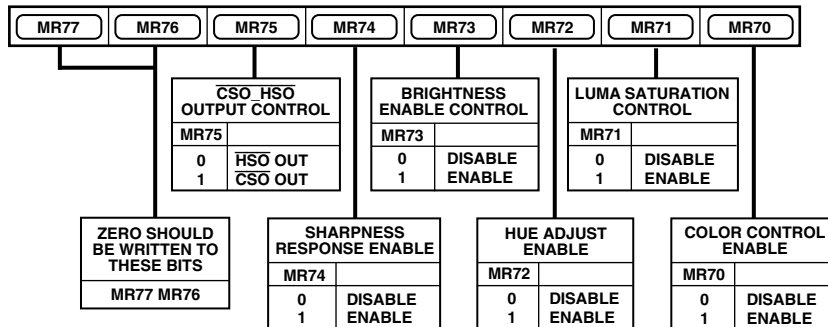 MR77 MR76 MR75 MR74 MR73 MR72 MR71 MR70
CSO_HSO
OUTPUT CONTROL
MR75
0 HSO OUT
1 CSO OUT
BRIGHTNESS
ENABLE CONTROL
MR73
0 DISABLE
1 ENABLE
LUMA SATURATION
CONTROL
MR71
0 DISABLE
1 ENABLE
ZERO SHOULD
BE WRITTEN TO
THESE BITS
MR77 MR76
SHARPNESS
RESPONSE ENABLE
MR74
0 DISABLE
1 ENABLE
HUE ADJUST
ENABLE
MR72
0 DISABLE
1 ENABLE
COLOR CONTROL
ENABLE
MR70
0 DISABLE
1 ENABLE